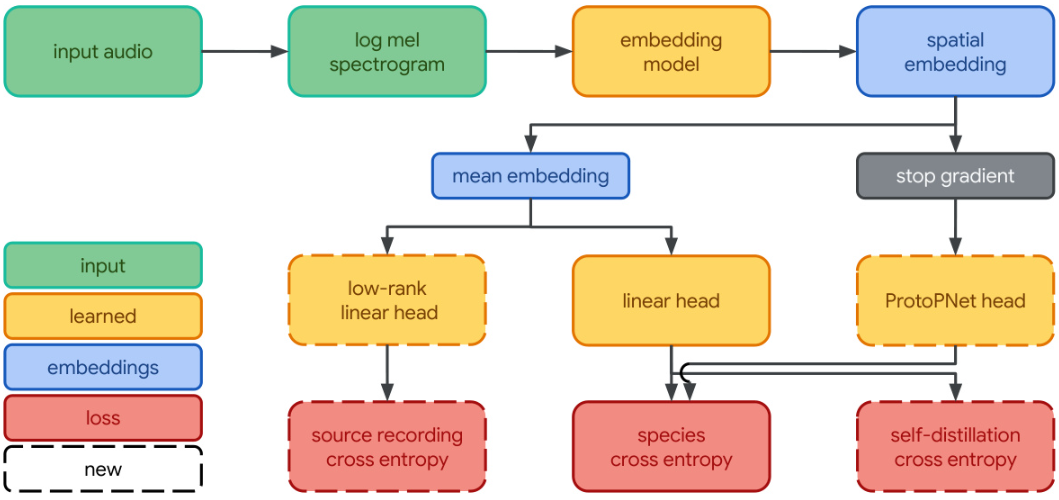 input audio
log mel
spectrogram
embedding
model
spatial
embedding
mean embedding
stop gradient
input
learned
embeddings
loss
new
low-rank
linear head
linear head
ProtoPNet head
source recording
cross entropy
species
cross entropy
self-distillation
cross entropy